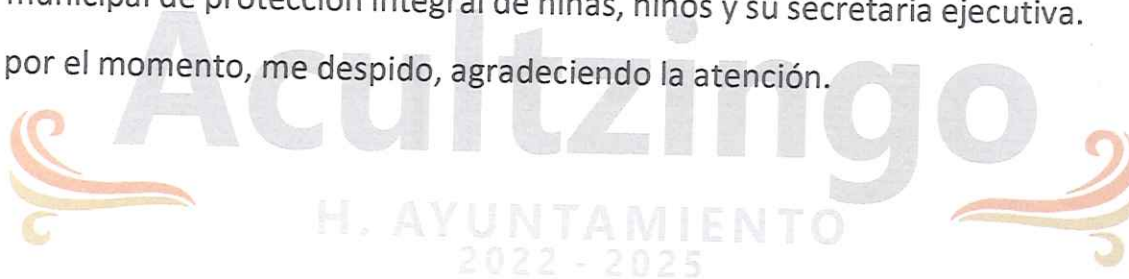 municipal de protección integral de niñas, niños y su secretaria ejecutiva.
por el momento, me despido, agradeciendo la atención.
Acultzingo
H. AYUNTAMIENTO
2022 - 2025